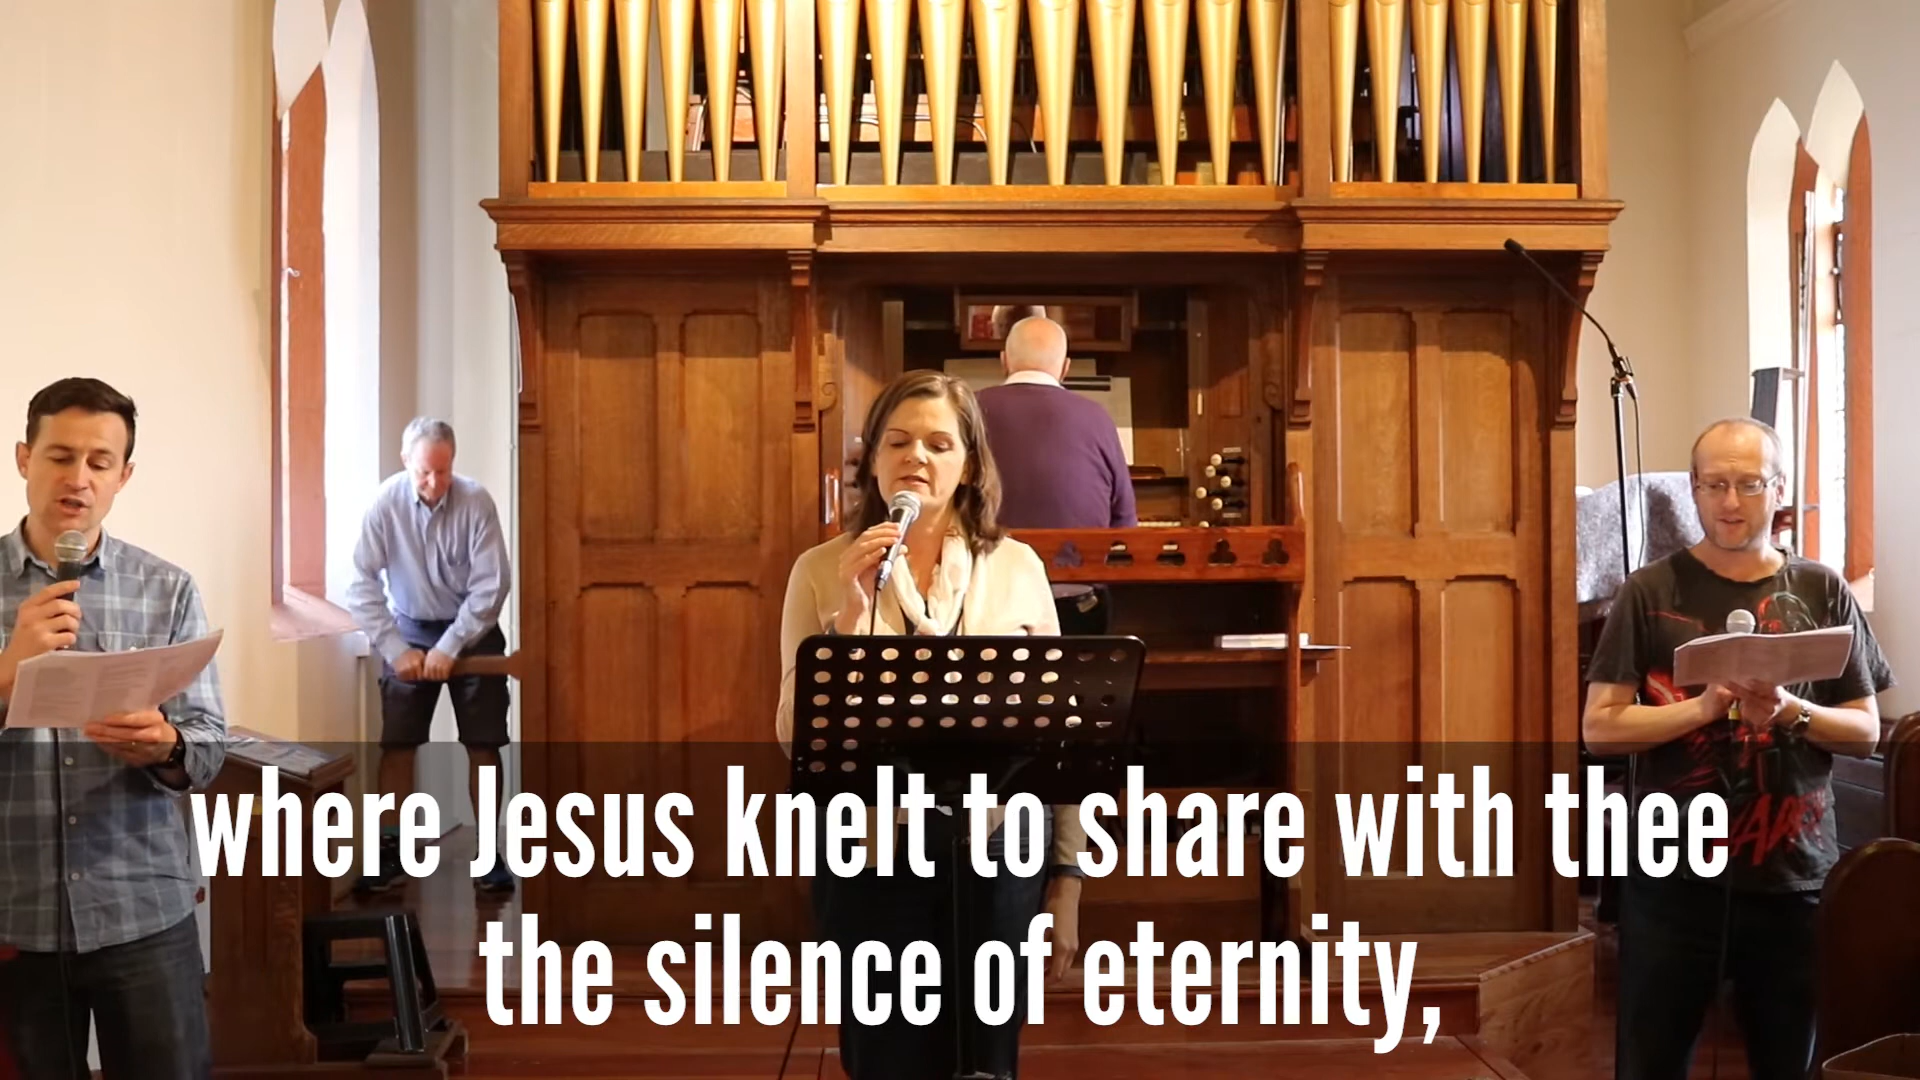 where Jesus knelt to share with thee
the silence of eternity,